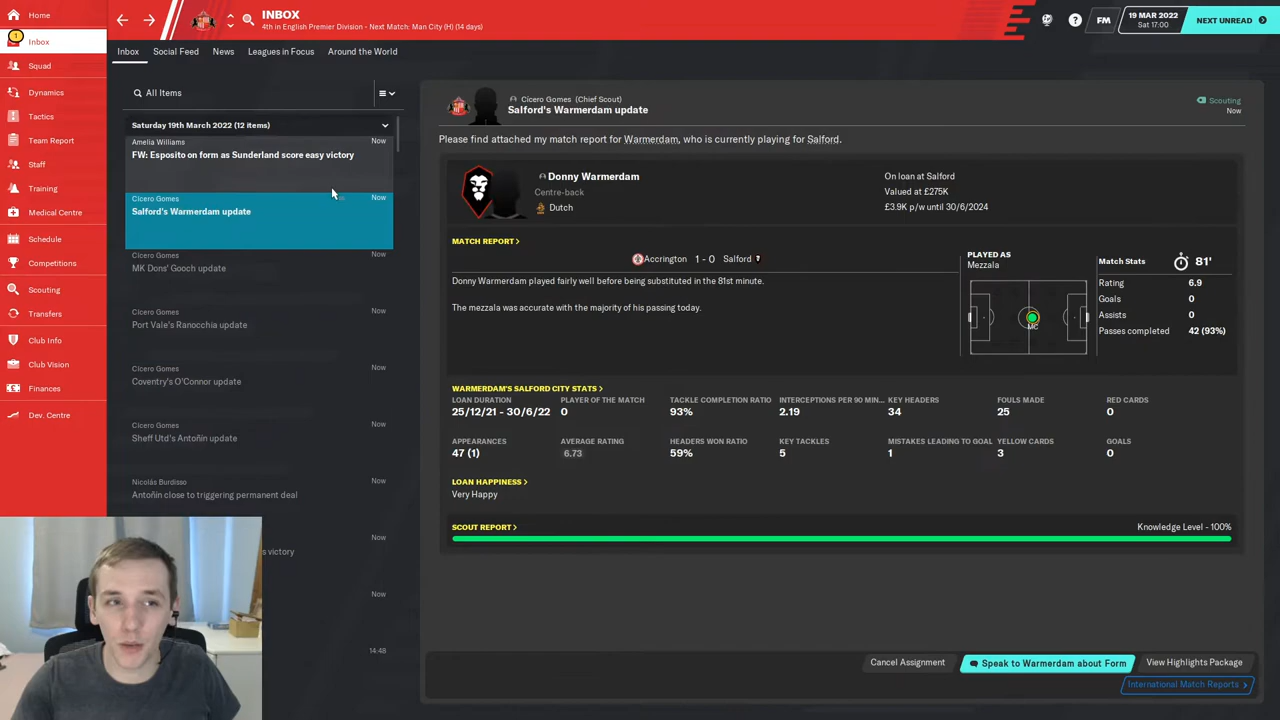 Home
1
Inbox
Squad
Dynamics
Tactics
Team Report
Staff
Training
Medical Centre
Schedule
Competitions
Scouting
Transfers
Club Info
Club Vision
Finances
Dev. Centre
INBOX
4th in English Premier Division - Next Match: Man City (H) (14 days)
?
FM
19 MAR 2022
Sat 17:00
NEXT UNREAD
Inbox Social Feed News Leagues in Focus Around the World
All Items
Saturday 19th March 2022 (12 items)
Amelia Williams Now
FW: Esposito on form as Sunderland score easy victory
Cícero Gomes Now
Salford's Warmerdam update
Cícero Gomes Now
MK Dons' Gooch update
Cícero Gomes Now
Port Vale's Ranocchia update
Cícero Gomes Now
Coventry's O'Connor update
Cícero Gomes Now
Sheff Utd's Antoñín update
Nicolás Burdisso Now
Antoñín close to triggering permanent deal
Now
s victory
Now
14:48
Cícero Gomes (Chief Scout)
Salford's Warmerdam update
Scouting
Now
Please find attached my match report for Warmerdam, who is currently playing for Salford.
Donny Warmerdam
Centre-back
Dutch
On loan at Salford
Valued at £275K
£3.9K p/w until 30/6/2024
MATCH REPORT >
Accrington 1 - 0 Salford
Donny Warmerdam played fairly well before being substituted in the 81st minute.
The mezzala was accurate with the majority of his passing today.
PLAYED AS
Mezzala
MC
Match Stats 81'
Rating 6.9
Goals 0
Assists 0
Passes completed 42 (93%)
WARMERDAM'S SALFORD CITY STATS >
LOAN DURATION PLAYER OF THE MATCH TACKLE COMPLETION RATIO INTERCEPTIONS PER 90 MIN... KEY HEADERS FOULS MADE RED CARDS
25/12/21 - 30/6/22 0 93% 2.19 34 25 0
APPEARANCES AVERAGE RATING HEADERS WON RATIO KEY TACKLES MISTAKES LEADING TO GOAL YELLOW CARDS GOALS
47 (1) 6.73 59% 5 1 3 0
LOAN HAPPINESS >
Very Happy
SCOUT REPORT >
Knowledge Level - 100%
Cancel Assignment Speak to Warmerdam about Form View Highlights Package
International Match Reports >